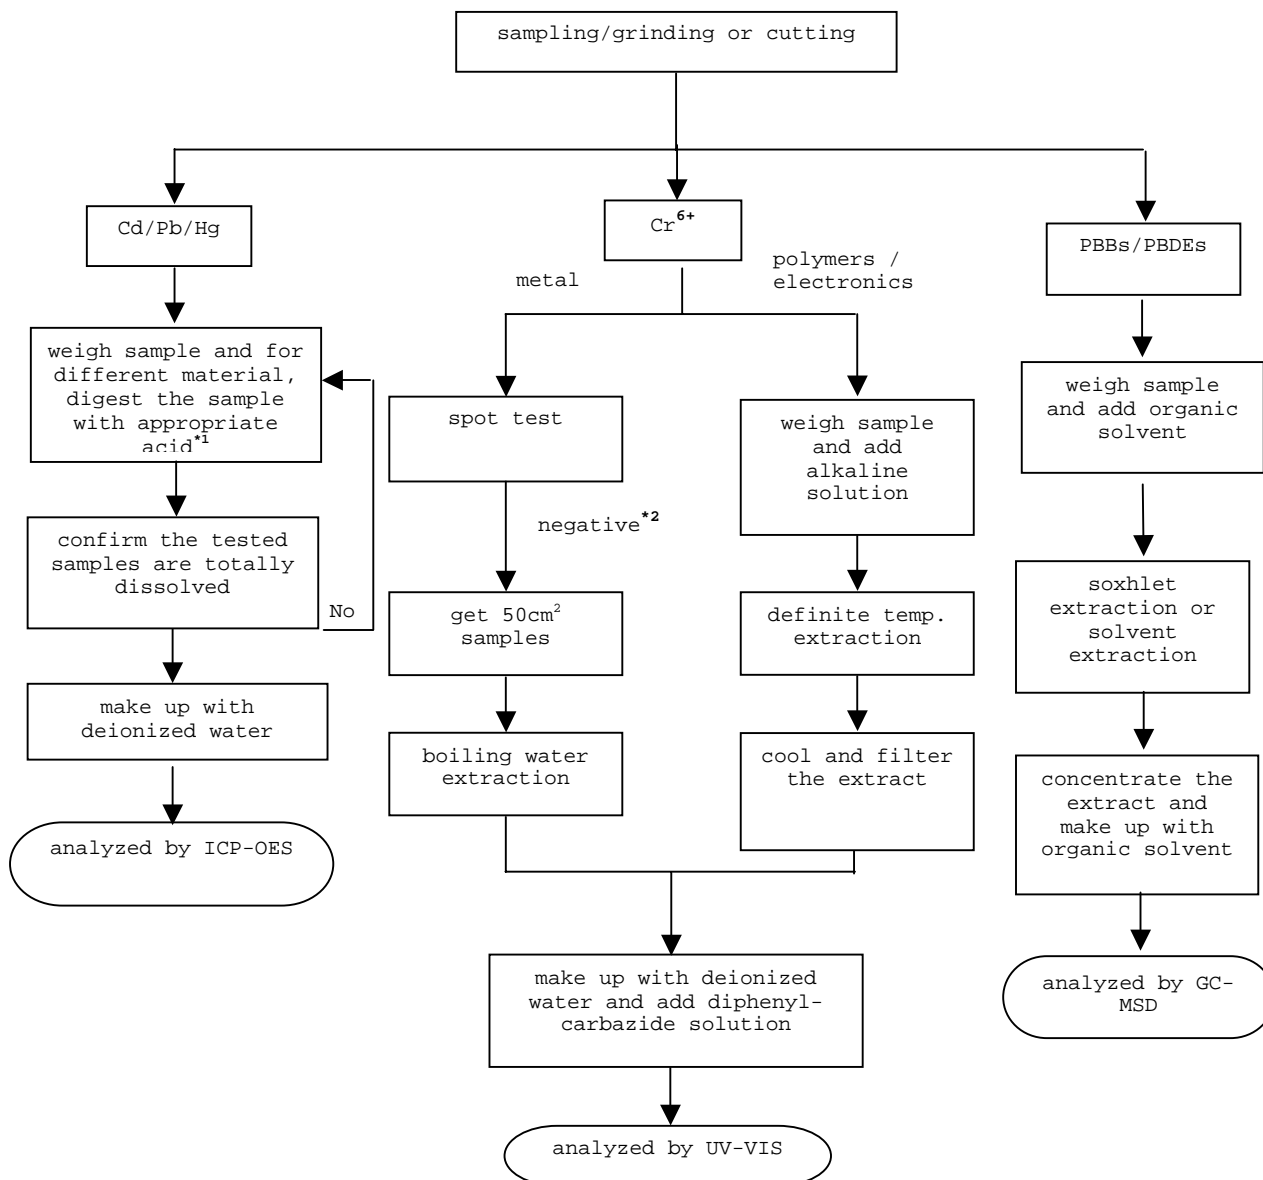 sampling/grinding or cutting
Cd/Pb/Hg
weigh sample and for
different material,
digest the sample
with appropriate
acid*1
confirm the tested
samples are totally
dissolved
No
make up with
deionized water
analyzed by ICP-OES
Cr6+
metal
polymers /
electronics
spot test
negative*2
get 50cm2
samples
boiling water
extraction
weigh sample
and add
alkaline
solution
definite temp.
extraction
cool and filter
the extract
make up with deionized
water and add diphenyl-
carbazide solution
analyzed by UV-VIS
PBBs/PBDEs
weigh sample
and add organic
solvent
soxhlet
extraction or
solvent
extraction
concentrate the
extract and
make up with
organic solvent
analyzed by GC-
MSD